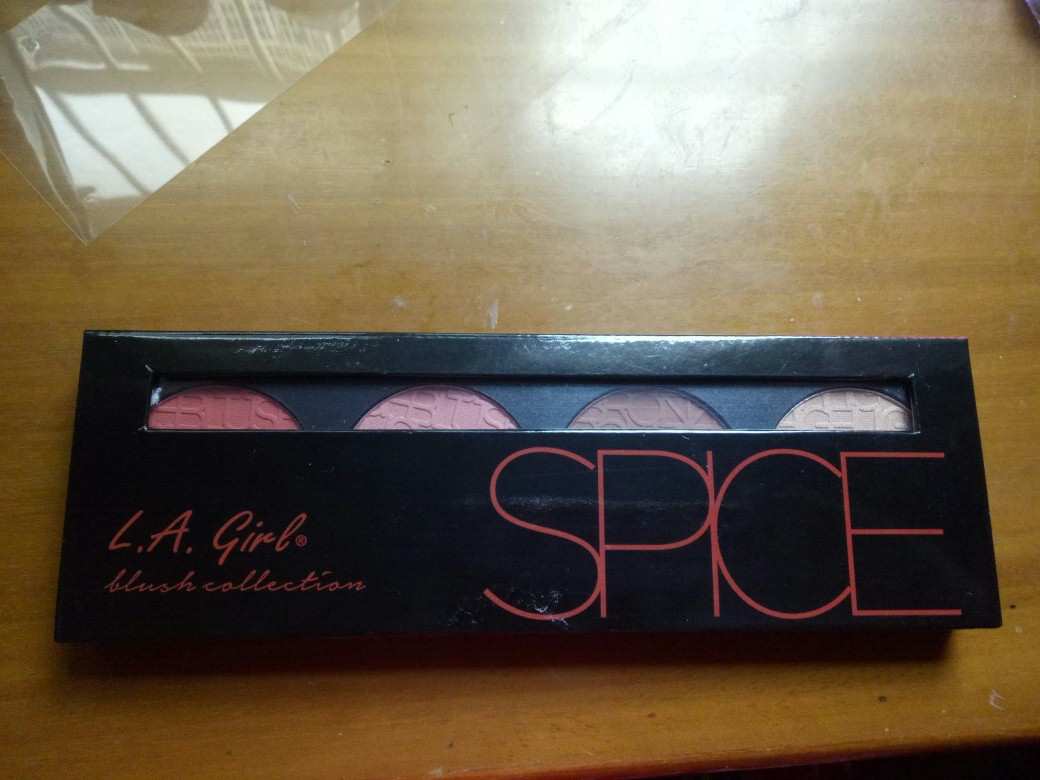 L.A. Girl®
blush collection
SPICE